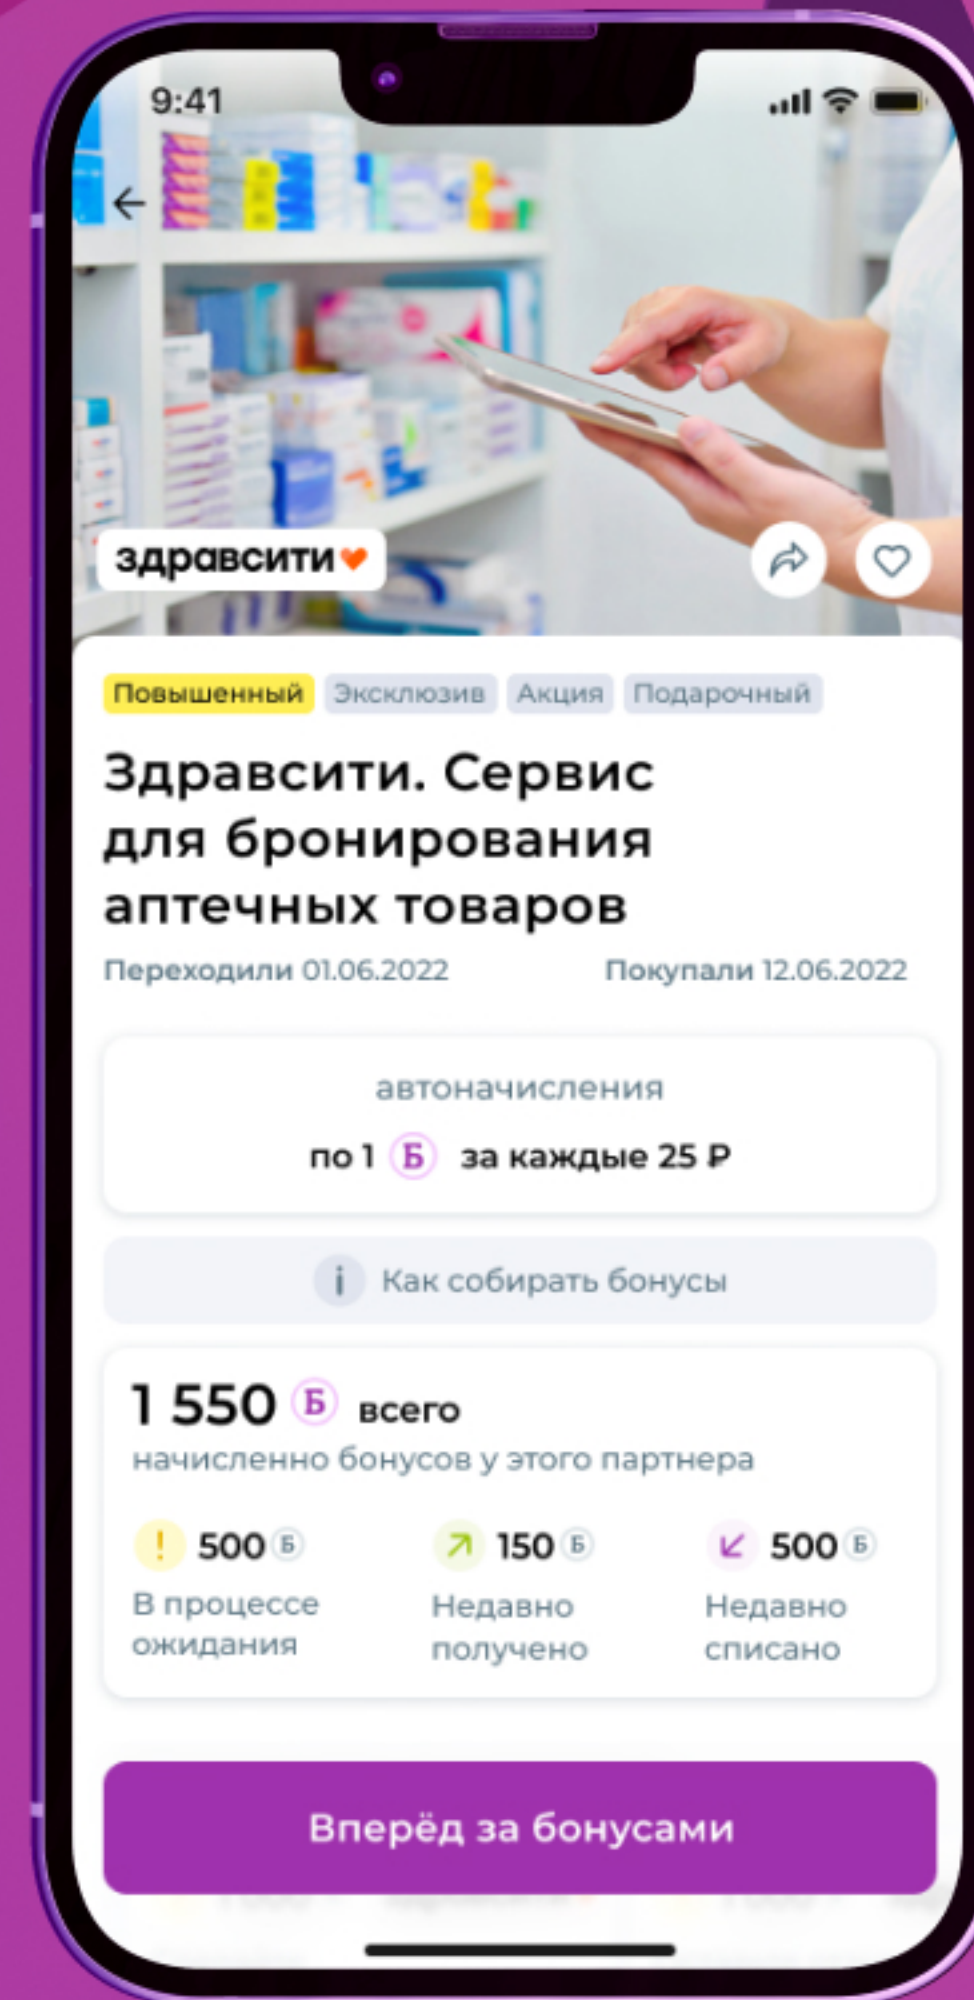 9:41
здравсити
Повышенный Эксклюзив Акция Подарочный
Здравсити. Сервис
для бронирования
аптечных товаров
Переходили 01.06.2022 Покупали 12.06.2022
автоначисления
по 1 Б за каждые 25 ₽
i Как собирать бонусы
1 550 Б всего
начисленно бонусов у этого партнера
! 500 Б 150 Б 500 Б
В процессе ожидания
Недавно получено
Недавно списано
Вперёд за бонусами